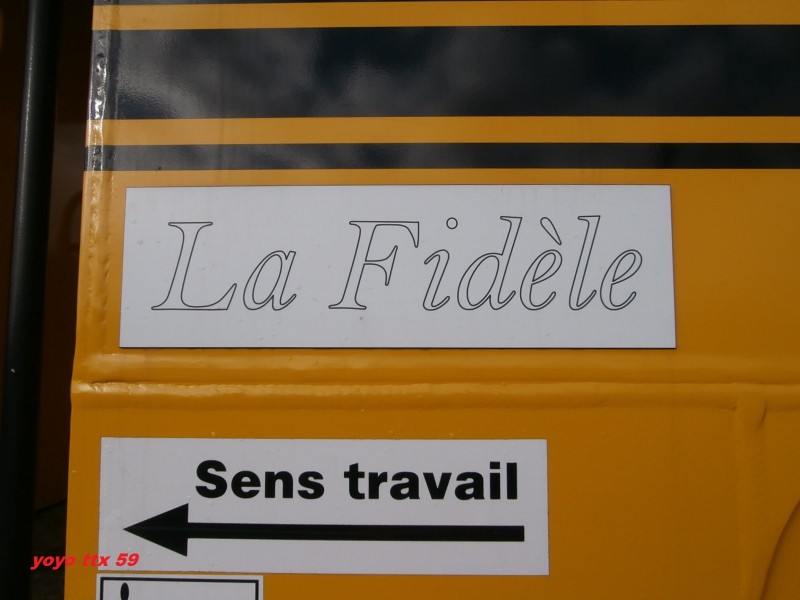 La Fidèle
Sens travail
yoyo ttx 59